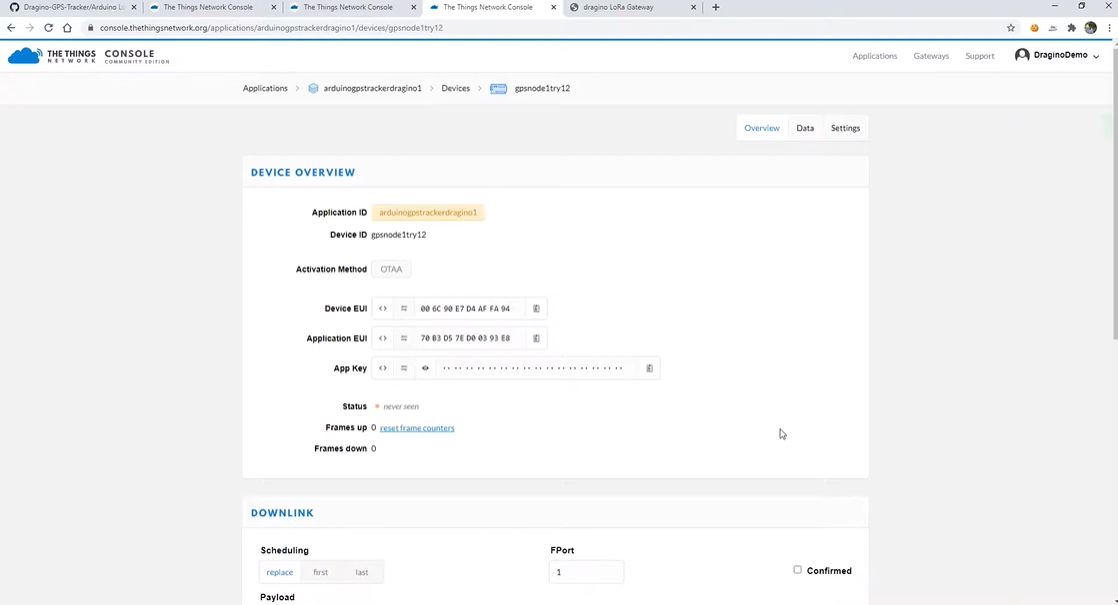 Dragino-GPS-Tracker/Arduino Lo
The Things Network Console
The Things Network Console
The Things Network Console
dragino LoRa Gateway
console.thethingsnetwork.org/applications/arduinogpstrackerdragino1/devices/gpsnode1try12
THE THINGS NETWORK
CONSOLE COMMUNITY EDITION
Applications Gateways Support DraginoDemo
Applications > arduinogpstrackerdragino1 > Devices > gpsnode1try12
Overview Data Settings
DEVICE OVERVIEW
Application ID arduinogpstrackerdragino1
Device ID gpsnode1try12
Activation Method OTAA
Device EUI 00 6C 90 E7 D4 AF FA 94
Application EUI 70 B3 D5 7E D0 03 93 E8
App Key
Status never seen
Frames up 0 reset frame counters
Frames down 0
DOWNLINK
Scheduling FPort
replace first last 1 Confirmed
Payload